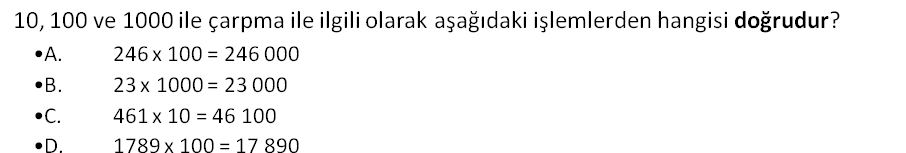 10, 100 ve 1000 ile çarpma ile ilgili olarak aşağıdaki işlemlerden hangisi doğrudur?
•A. 246 x 100 = 246 000
•B. 23 x 1000 = 23 000
•C. 461 x 10 = 46 100
•D. 1789 x 100 = 17 890